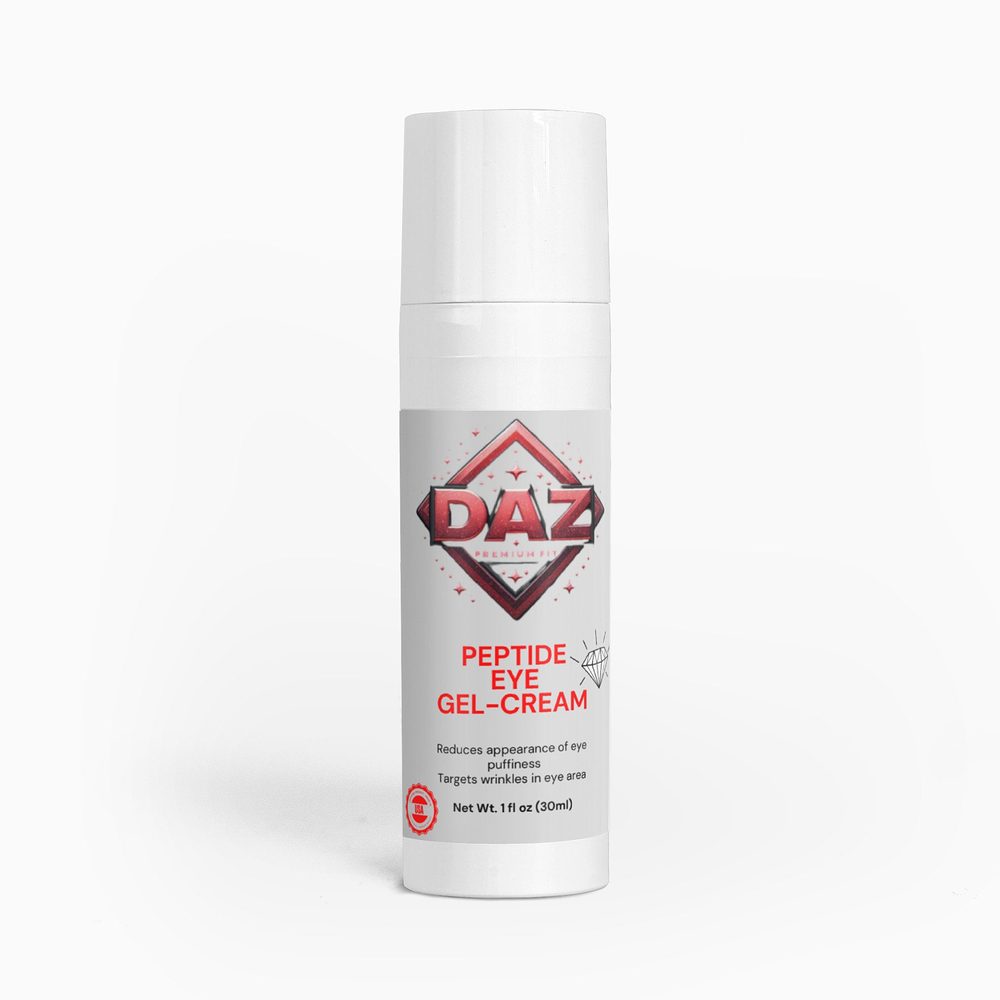 DAZ
PREMIUM FIT
PEPTIDE
EYE
GEL-CREAM
Reduces appearance of eye
puffiness
Targets wrinkles in eye area
USA
Net Wt. 1 fl oz (30ml)